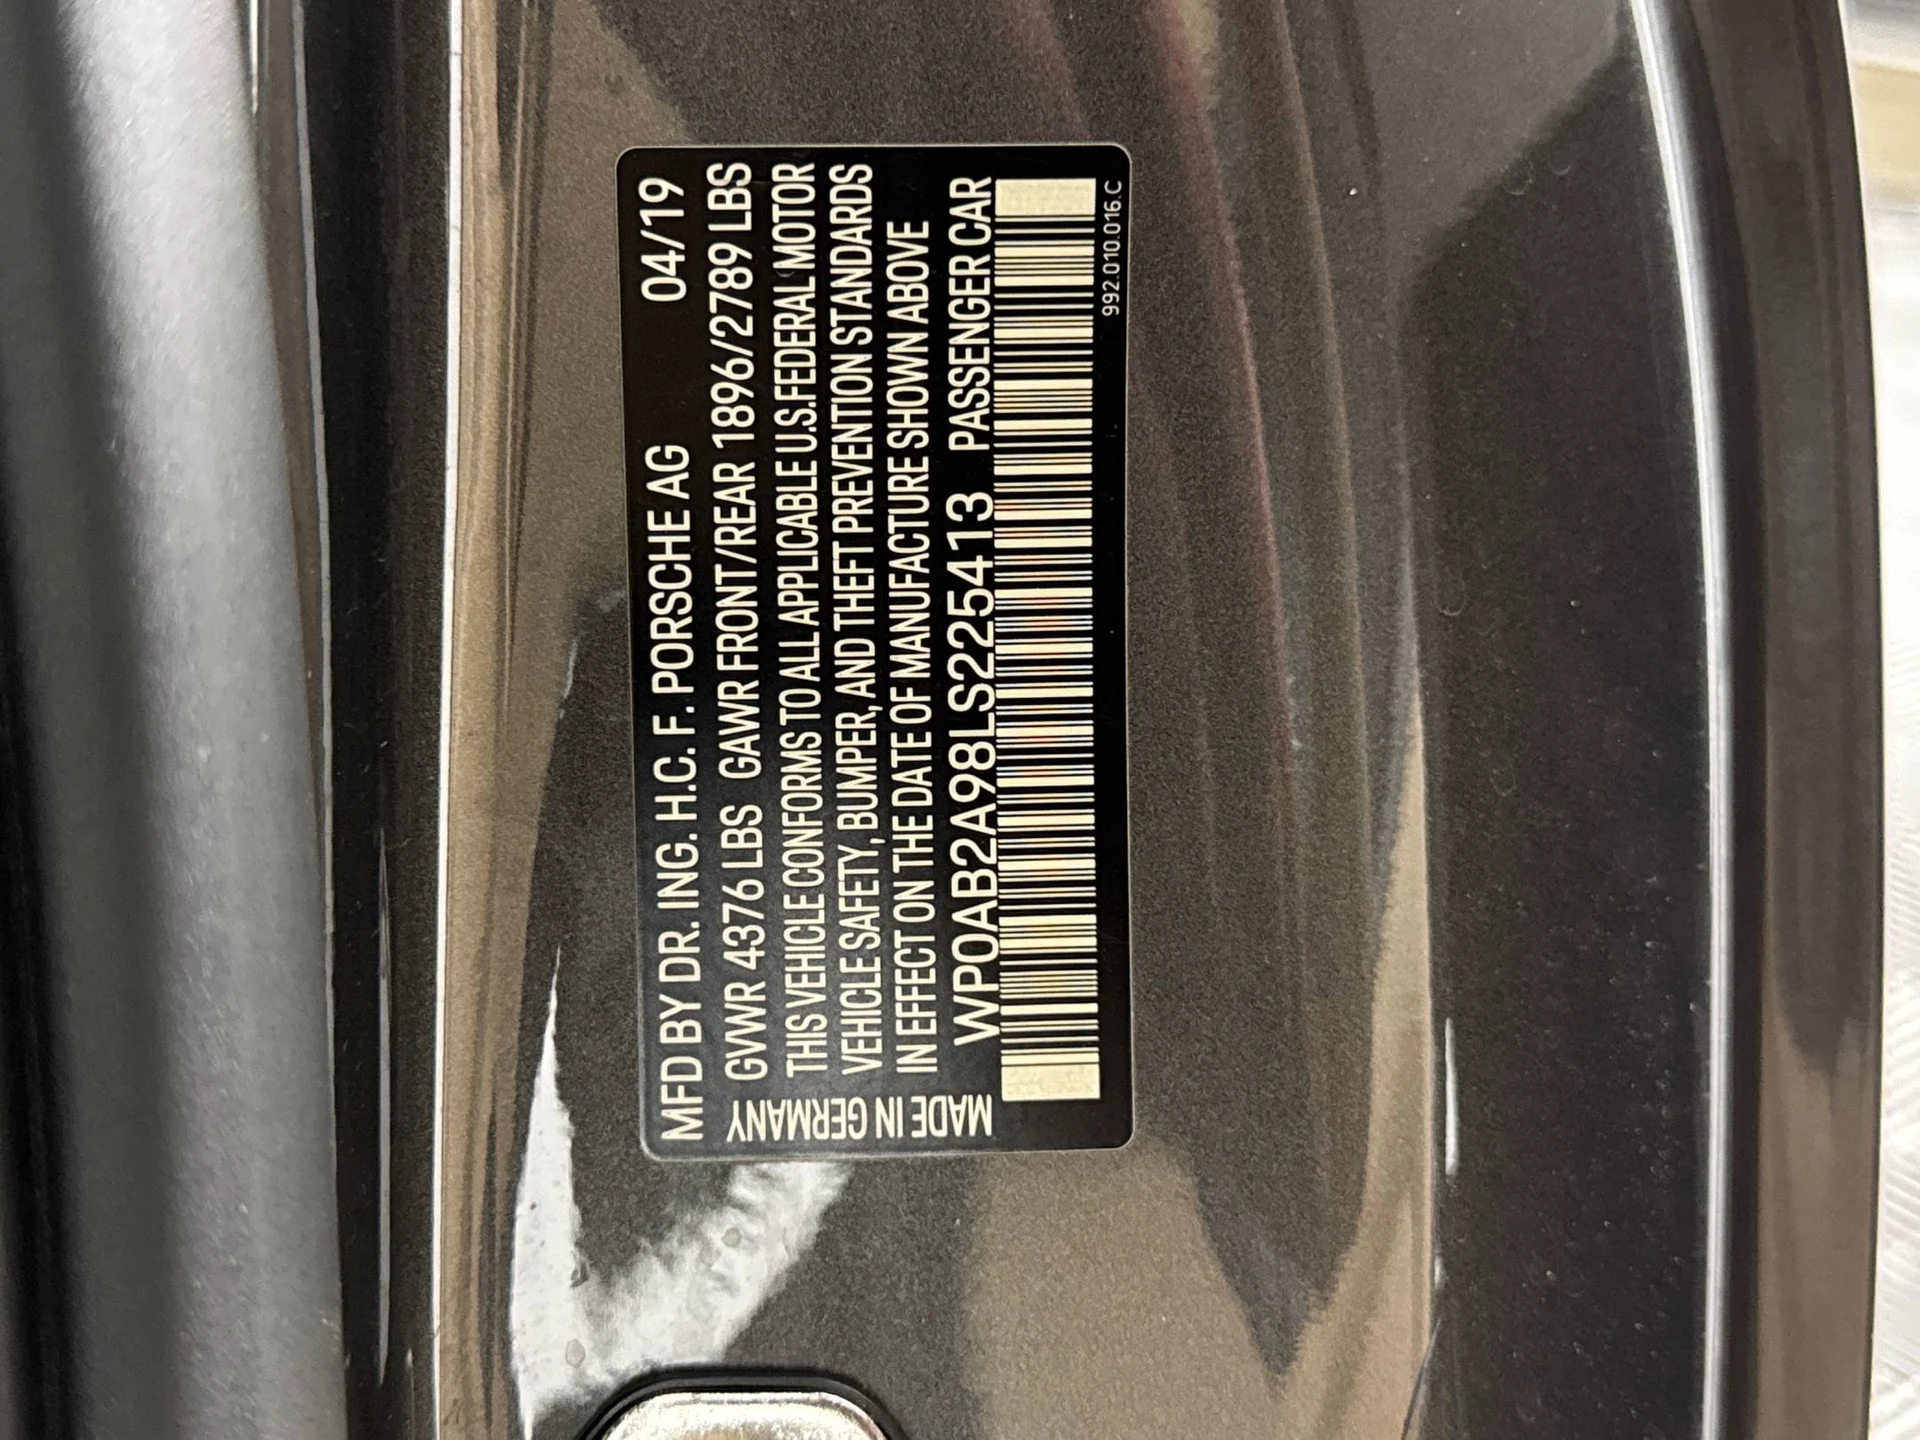 MFD BY DR. ING. H.C. F. PORSCHE AG 04/19
GVWR 4376 LBS GAWR FRONT/REAR 1896/2789 LBS
THIS VEHICLE CONFORMS TO ALL APPLICABLE U.S.FEDERAL MOTOR
VEHICLE SAFETY, BUMPER, AND THEFT PREVENTION STANDARDS
IN EFFECT ON THE DATE OF MANUFACTURE SHOWN ABOVE
WP0AB2A98LS225413 PASSENGER CAR
MADE IN GERMANY
992.010.016.C